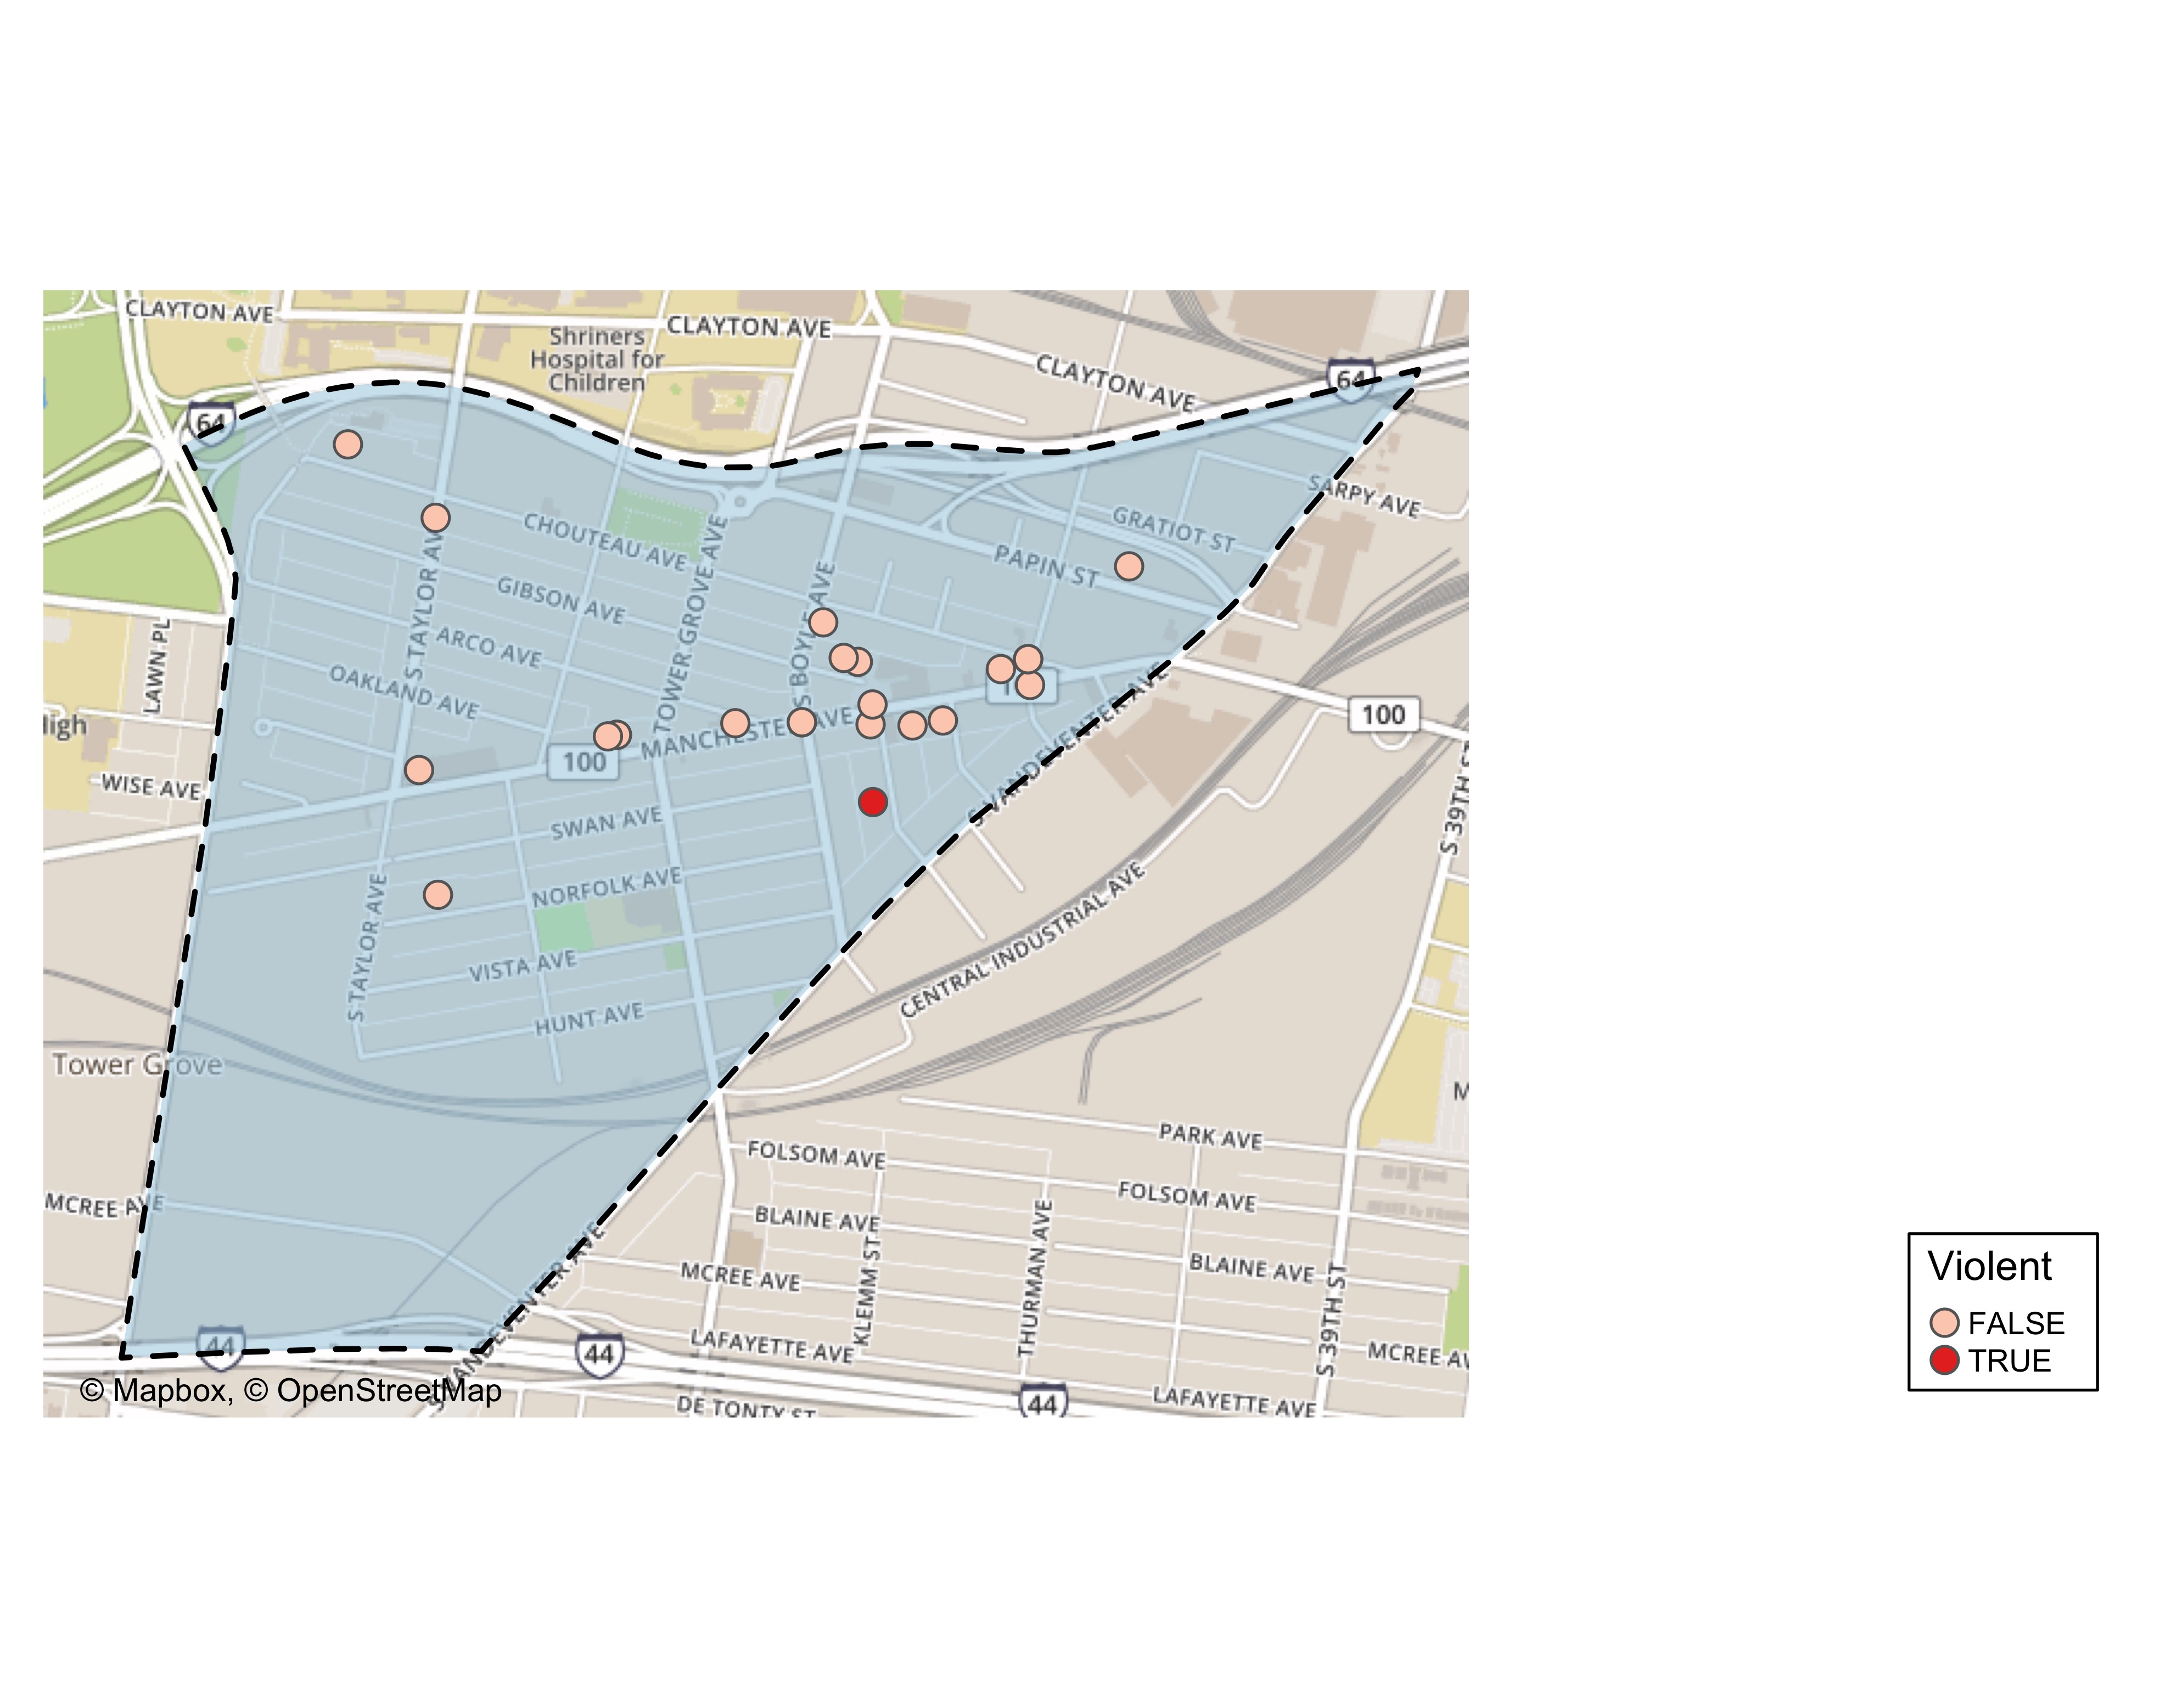 CLAYTON AVE
CLAYTON AVE
Shriners
Hospital for
Children
CLAYTON AVE
64
64
SARPY AVE
GRATIOT ST
PAPIN ST
CHOUTEAU AVE
GIBSON AVE
ARCO AVE
OAKLAND AVE
S TAYLOR AVE
TOWER GROVE AVE
S BOYLE AVE
LAWN PL
WISE AVE
MANCHESTER AVE
100
100
S VANDEVENTER AVE
S 39TH ST
SWAN AVE
NORFOLK AVE
VISTA AVE
HUNT AVE
S TAYLOR AVE
CENTRAL INDUSTRIAL AVE
Tower Grove
PARK AVE
FOLSOM AVE
FOLSOM AVE
MCREE AVE
BLAINE AVE
BLAINE AVE
MCREE AVE
KLEMM ST
THURMAN AVE
S 39TH ST
S VANDEVENTER AVE
LAFAYETTE AVE
MCREE AV
44
44
44
LAFAYETTE AVE
DE TONTY ST
© Mapbox, © OpenStreetMap
Violent
FALSE
TRUE